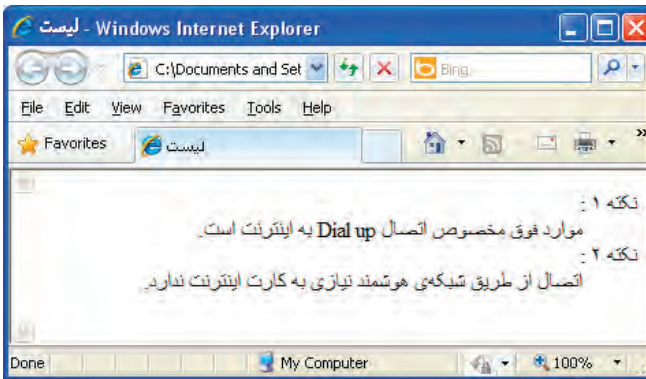 لیست - Windows Internet Explorer
C:\Documents and Set
Bing
File Edit View Favorites Tools Help
Favorites
لیست
نکته ۱ :
موارد فوق مخصوص اتصال Dial up به اینترنت است.
نکته ۲ :
اتصال از طریق شبکه‌ی هوشمند نیازی به کارت اینترنت ندارد.
Done My Computer 100%